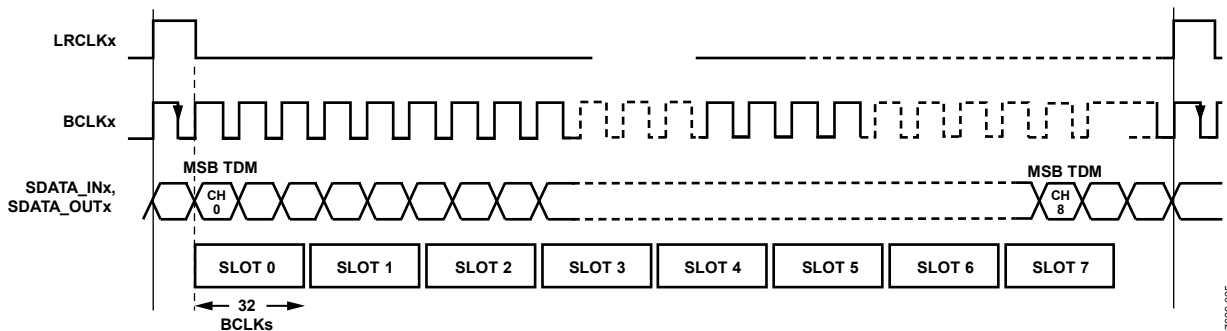 LRCLKx
BCLKx
MSB TDM
MSB TDM
SDATA_INx,
SDATA_OUTx
CH
0
CH
8
SLOT 0
SLOT 1
SLOT 2
SLOT 3
SLOT 4
SLOT 5
SLOT 6
SLOT 7
32
BCLKs